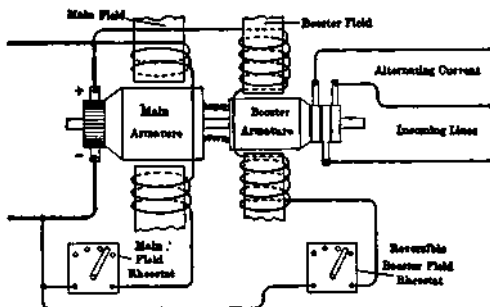 Main Field
Booster Field
Alternating Current
+
Main
Armature
Booster
Armature
Incoming Lines
-
Main
Field
Rheostat
Reversible
Booster Field
Rheostat